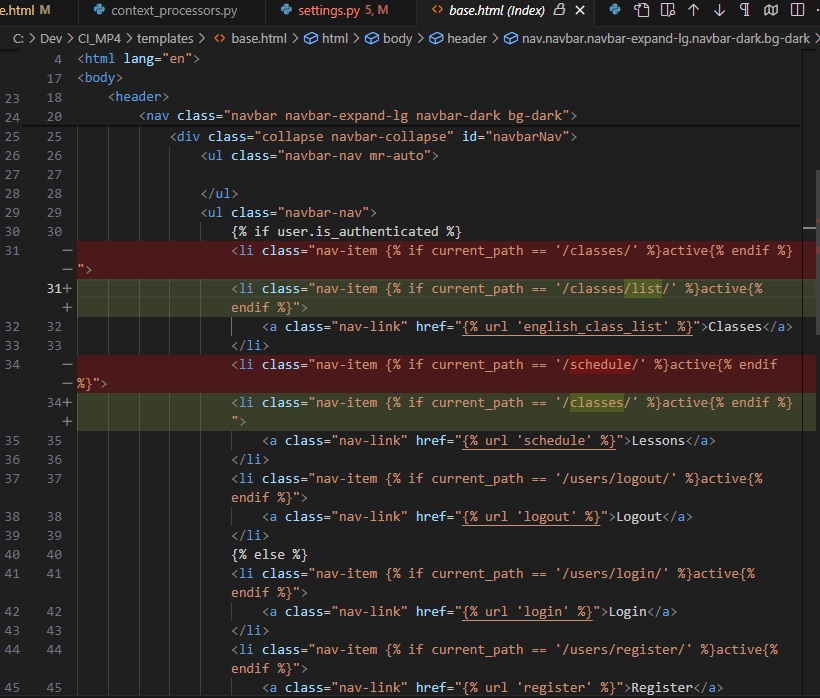 e.html M context_processors.py settings.py 5, M base.html (Index)
C: > Dev > CI_MP4 > templates > base.html > html > body > header > nav.navbar.navbar-expand-lg.navbar-dark.bg-dark >
4 <html lang="en">
17 <body>
23 18 <header>
24 20 <nav class="navbar navbar-expand-lg navbar-dark bg-dark">
25 25 <div class="collapse navbar-collapse" id="navbarNav">
26 26 <ul class="navbar-nav mr-auto">
27 27
28 28 </ul>
29 29 <ul class="navbar-nav">
30 30 {% if user.is_authenticated %}
31 − <li class="nav-item {% if current_path == '/classes/' %}active{% endif %}
− ">
31+ <li class="nav-item {% if current_path == '/classes/list/' %}active{%
+ endif %}">
32 32 <a class="nav-link" href="{% url 'english_class_list' %}">Classes</a>
33 33 </li>
34 − <li class="nav-item {% if current_path == '/schedule/' %}active{% endif
− %}">
34+ <li class="nav-item {% if current_path == '/classes/' %}active{% endif %}
+ ">
35 35 <a class="nav-link" href="{% url 'schedule' %}">Lessons</a>
36 36 </li>
37 37 <li class="nav-item {% if current_path == '/users/logout/' %}active{%
endif %}">
38 38 <a class="nav-link" href="{% url 'logout' %}">Logout</a>
39 39 </li>
40 40 {% else %}
41 41 <li class="nav-item {% if current_path == '/users/login/' %}active{%
endif %}">
42 42 <a class="nav-link" href="{% url 'login' %}">Login</a>
43 43 </li>
44 44 <li class="nav-item {% if current_path == '/users/register/' %}active{%
endif %}">
45 45 <a class="nav-link" href="{% url 'register' %}">Register</a>